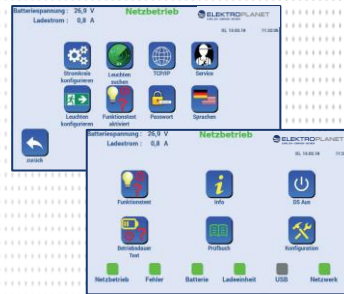 Batteriespannung : 26,9 V
Ladestrom : 0,8 A
Netzbetrieb
ELEKTROPLANET
Stromkreis
konfigurieren
Leuchten
suchen
TCP/IP
Service
Leuchten
konfigurieren
Funktionstest
aktiviert
Passwort
Sprachen
zurück
Batteriespannung : 26,9 V
Ladestrom : 0,8 A
Netzbetrieb
ELEKTROPLANET
Funktionstest
Info
DS Aus
Betriebsdauer
Test
Prüfbuch
Konfiguration
Netzbetrieb
Fehler
Batterie
Ladeeinheit
USB
Netzwerk